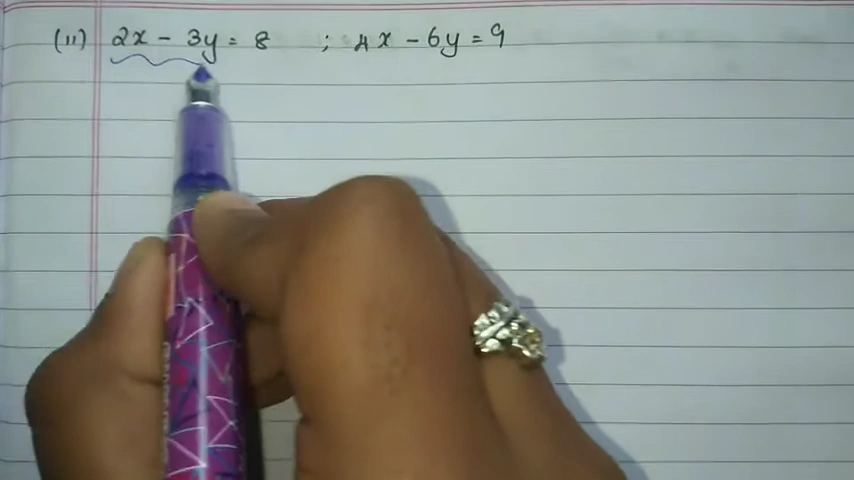 (ii) 2x - 3y = 8 ; 4x - 6y = 9